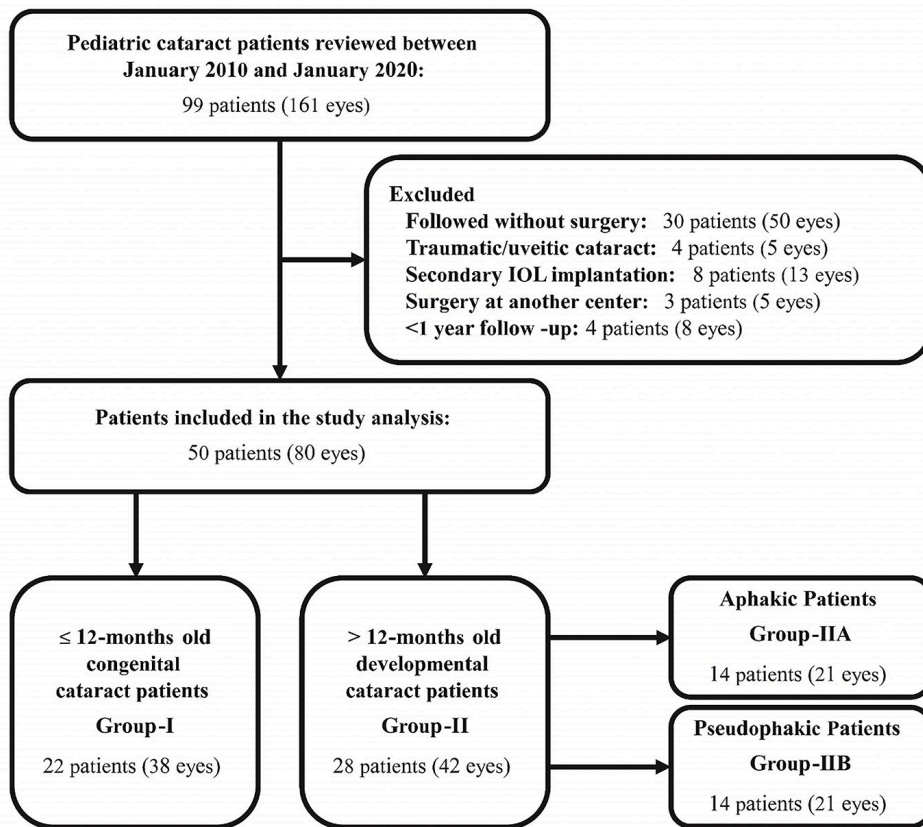 Pediatric cataract patients reviewed between
January 2010 and January 2020:
99 patients (161 eyes)
Excluded
Followed without surgery: 30 patients (50 eyes)
Traumatic/uveitic cataract: 4 patients (5 eyes)
Secondary IOL implantation: 8 patients (13 eyes)
Surgery at another center: 3 patients (5 eyes)
<1 year follow -up: 4 patients (8 eyes)
Patients included in the study analysis:
50 patients (80 eyes)
≤ 12-months old
congenital
cataract patients
Group-I
22 patients (38 eyes)
> 12-months old
developmental
cataract patients
Group-II
28 patients (42 eyes)
Aphakic Patients
Group-IIA
14 patients (21 eyes)
Pseudophakic Patients
Group-IIB
14 patients (21 eyes)